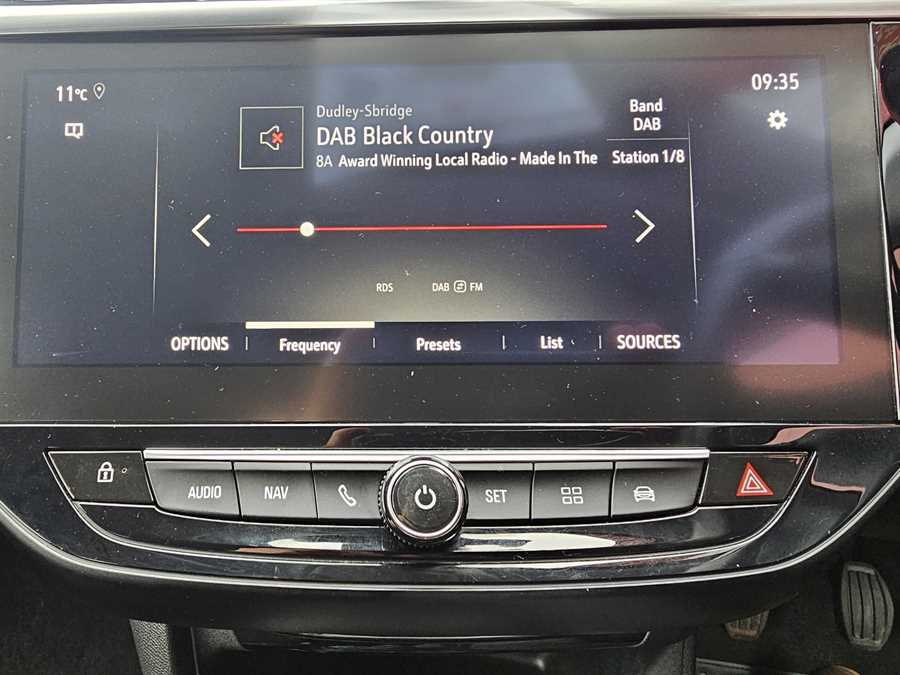 11°C
09:35
Dudley-Sbridge
DAB Black Country
8A Award Winning Local Radio - Made In The
Band
DAB
Station 1/8
RDS
DAB FM
OPTIONS
Frequency
Presets
List
SOURCES
AUDIO
NAV
SET